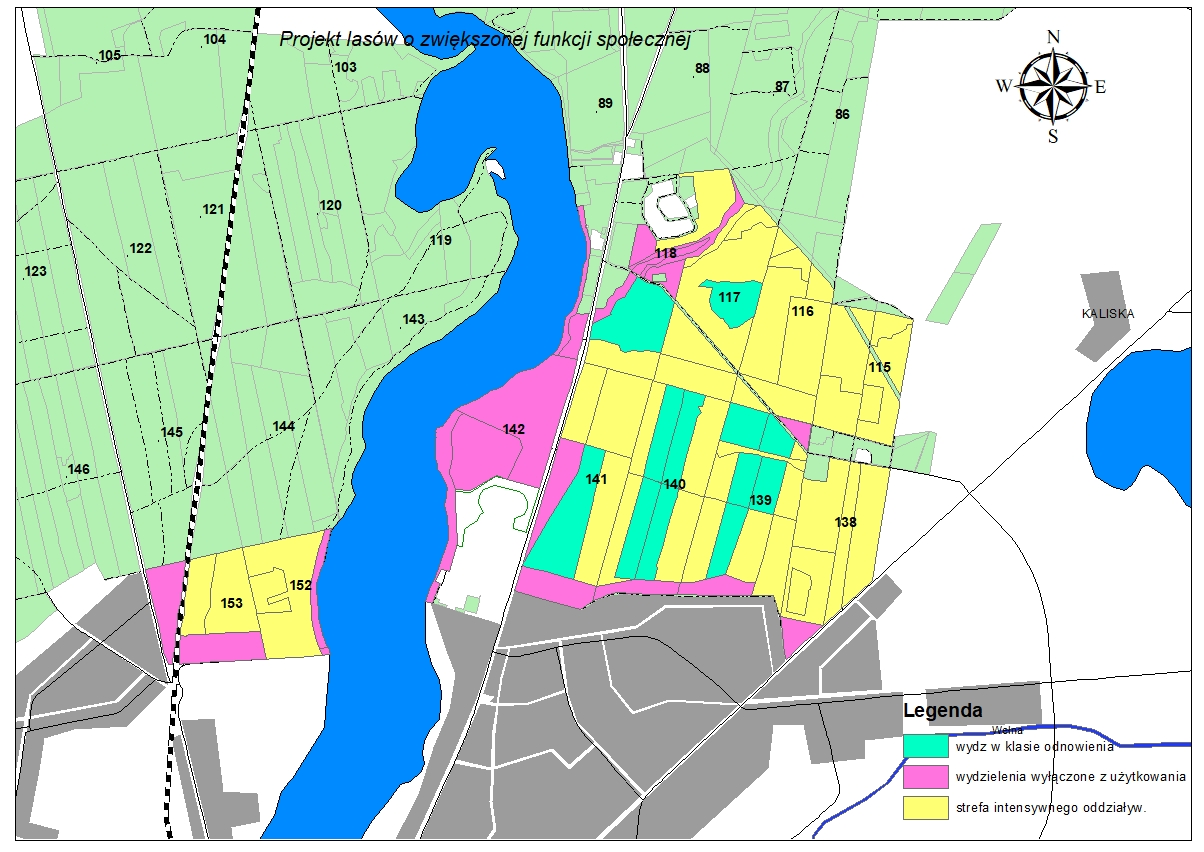 Projekt lasów o zwiększonej funkcji społecznej
105
104
103
88
87
89
86
N
W
E
S
121
120
122
119
123
118
117
116
143
KALISKA
115
142
144
145
146
141
140
139
138
152
153
Legenda
Wełna
wydz w klasie odnowienia
wydzielenia wyłączone z użytkowania
strefa intensywnego oddziaływ.